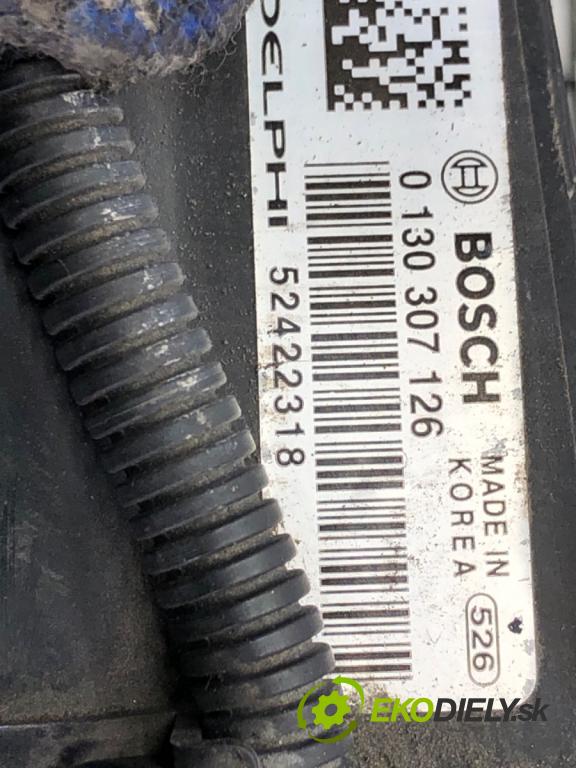 BOSCH MADE IN
KOREA 526
0 130 307 126
DELPHI 52422318
EKODIELY.sk